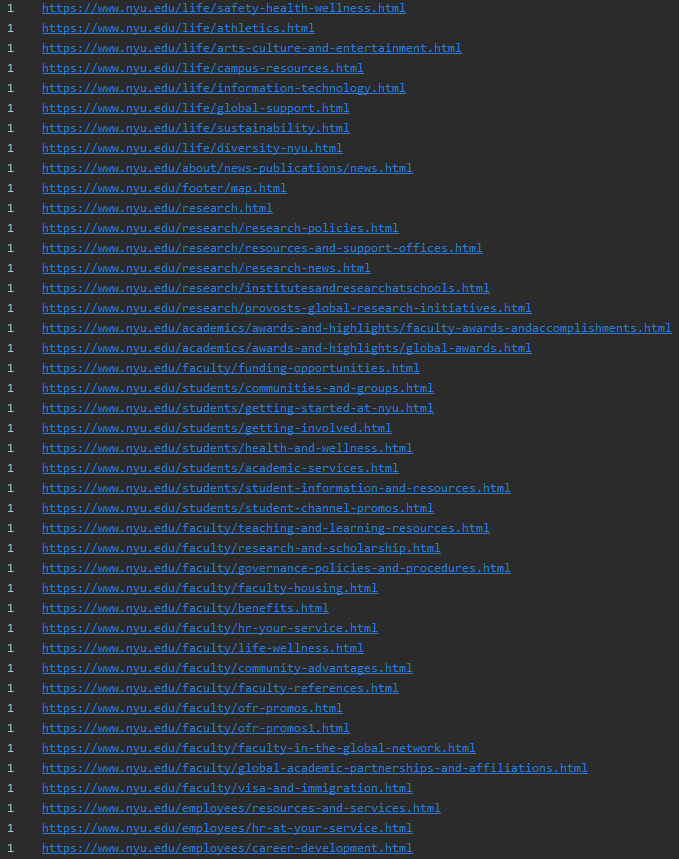 1 https://www.nyu.edu/life/safety-health-wellness.html
1 https://www.nyu.edu/life/athletics.html
1 https://www.nyu.edu/life/arts-culture-and-entertainment.html
1 https://www.nyu.edu/life/campus-resources.html
1 https://www.nyu.edu/life/information-technology.html
1 https://www.nyu.edu/life/global-support.html
1 https://www.nyu.edu/life/sustainability.html
1 https://www.nyu.edu/life/diversity-nyu.html
1 https://www.nyu.edu/about/news-publications/news.html
1 https://www.nyu.edu/footer/map.html
1 https://www.nyu.edu/research.html
1 https://www.nyu.edu/research/research-policies.html
1 https://www.nyu.edu/research/resources-and-support-offices.html
1 https://www.nyu.edu/research/research-news.html
1 https://www.nyu.edu/research/institutesandresearchatschools.html
1 https://www.nyu.edu/research/provosts-global-research-initiatives.html
1 https://www.nyu.edu/academics/awards-and-highlights/faculty-awards-andaccomplishments.html
1 https://www.nyu.edu/academics/awards-and-highlights/global-awards.html
1 https://www.nyu.edu/faculty/funding-opportunities.html
1 https://www.nyu.edu/students/communities-and-groups.html
1 https://www.nyu.edu/students/getting-started-at-nyu.html
1 https://www.nyu.edu/students/getting-involved.html
1 https://www.nyu.edu/students/health-and-wellness.html
1 https://www.nyu.edu/students/academic-services.html
1 https://www.nyu.edu/students/student-information-and-resources.html
1 https://www.nyu.edu/students/student-channel-promos.html
1 https://www.nyu.edu/faculty/teaching-and-learning-resources.html
1 https://www.nyu.edu/faculty/research-and-scholarship.html
1 https://www.nyu.edu/faculty/governance-policies-and-procedures.html
1 https://www.nyu.edu/faculty/faculty-housing.html
1 https://www.nyu.edu/faculty/benefits.html
1 https://www.nyu.edu/faculty/hr-your-service.html
1 https://www.nyu.edu/faculty/life-wellness.html
1 https://www.nyu.edu/faculty/community-advantages.html
1 https://www.nyu.edu/faculty/faculty-references.html
1 https://www.nyu.edu/faculty/ofr-promos.html
1 https://www.nyu.edu/faculty/ofr-promos1.html
1 https://www.nyu.edu/faculty/faculty-in-the-global-network.html
1 https://www.nyu.edu/faculty/global-academic-partnerships-and-affiliations.html
1 https://www.nyu.edu/faculty/visa-and-immigration.html
1 https://www.nyu.edu/employees/resources-and-services.html
1 https://www.nyu.edu/employees/hr-at-your-service.html
1 https://www.nyu.edu/employees/career-development.html